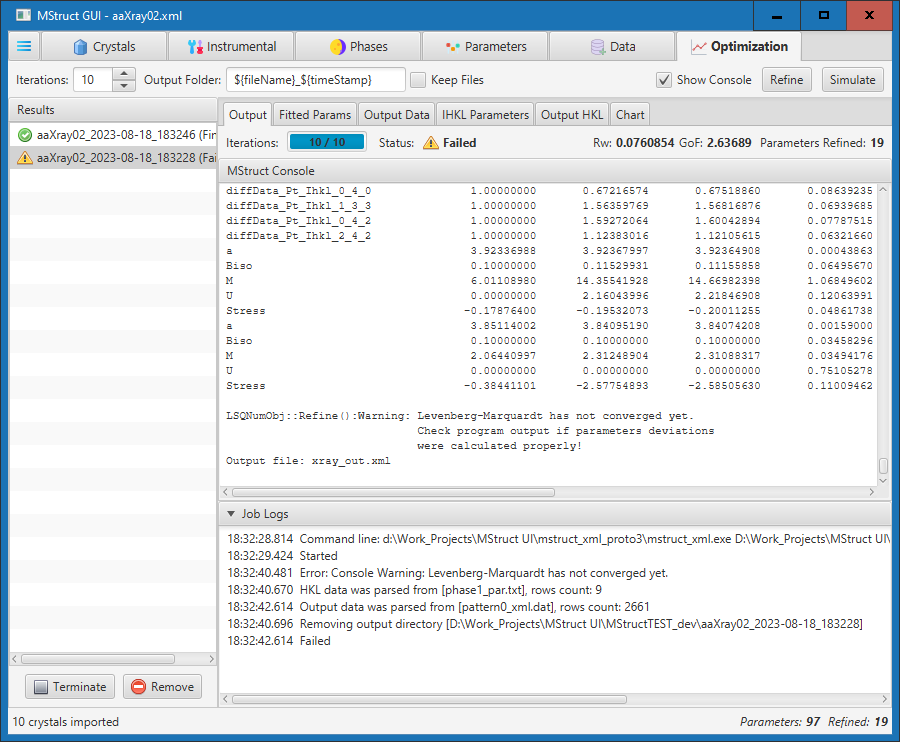 MStruct GUI - aaXray02.xml
Crystals Instrumental Phases Parameters Data Optimization
Iterations: 10 Output Folder: ${fileName}_${timeStamp} Keep Files Show Console Refine Simulate
Results
aaXray02_2023-08-18_183246 (Fin
aaXray02_2023-08-18_183228 (Fai
Output Fitted Params Output Data IHKL Parameters Output HKL Chart
Iterations: 10 / 10 Status: Failed Rw: 0.0760854 GoF: 2.63689 Parameters Refined: 19
MStruct Console
diffData_Pt_Ihkl_0_4_0 1.00000000 0.67216574 0.67518860 0.08639235
diffData_Pt_Ihkl_1_3_3 1.00000000 1.56359769 1.56816876 0.06939685
diffData_Pt_Ihkl_0_4_2 1.00000000 1.59272064 1.60042894 0.07787515
diffData_Pt_Ihkl_2_4_2 1.00000000 1.12383016 1.12105615 0.06321660
a 3.92336988 3.92367997 3.92364908 0.00043863
Biso 0.10000000 0.11529931 0.11155858 0.06495670
M 6.01108980 14.35541928 14.66982398 1.06849602
U 0.00000000 2.16043996 2.21846908 0.12063991
Stress -0.17876400 -0.19532073 -0.20011255 0.04861738
a 3.85114002 3.84095190 3.84074208 0.00159000
Biso 0.10000000 0.10000000 0.10000000 0.03458296
M 2.06440997 2.31248904 2.31088317 0.03494176
U 0.00000000 0.00000000 0.00000000 0.75105278
Stress -0.38441101 -2.57754893 -2.58505630 0.11009462
LSQNumObj::Refine():Warning: Levenberg-Marquardt has not converged yet.
Check program output if parameters deviations
were calculated properly!
Output file: xray_out.xml
Job Logs
18:32:28.814 Command line: d:\Work_Projects\MStruct UI\mstruct_xml_proto3\mstruct_xml.exe D:\Work_Projects\MStruct UI\
18:32:29.424 Started
18:32:40.481 Error: Console Warning: Levenberg-Marquardt has not converged yet.
18:32:40.670 HKL data was parsed from [phase1_par.txt], rows count: 9
18:32:42.614 Output data was parsed from [pattern0_xml.dat], rows count: 2661
18:32:40.696 Removing output directory [D:\Work_Projects\MStruct UI\MStructTEST_dev\aaXray02_2023-08-18_183228]
18:32:42.614 Failed
Terminate Remove
10 crystals imported Parameters: 97 Refined: 19